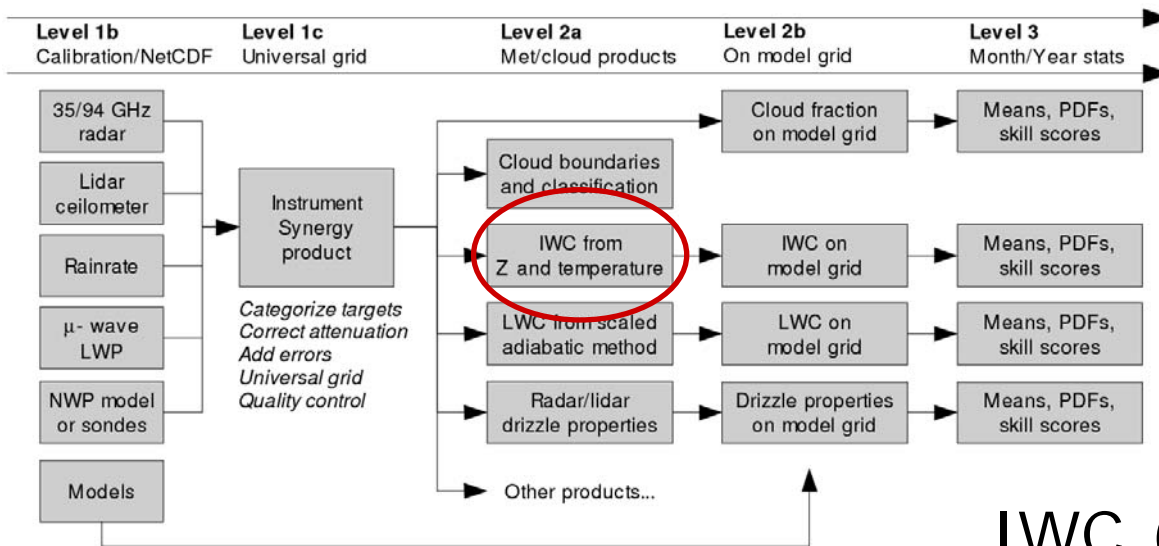 Level 1b
Calibration/NetCDF
Level 1c
Universal grid
Level 2a
Met/cloud products
Level 2b
On model grid
Level 3
Month/Year stats
35/94 GHz
radar
Lidar
ceilometer
Rainrate
μ- wave
LWP
NWP model
or sondes
Models
Instrument
Synergy
product
Categorize targets
Correct attenuation
Add errors
Universal grid
Quality control
Cloud boundaries
and classification
IWC from
Z and temperature
LWC from scaled
adiabatic method
Radar/lidar
drizzle properties
Other products...
Cloud fraction
on model grid
IWC on
model grid
LWC on
model grid
Drizzle properties
on model grid
Means, PDFs,
skill scores
Means, PDFs,
skill scores
Means, PDFs,
skill scores
Means, PDFs,
skill scores
IWC